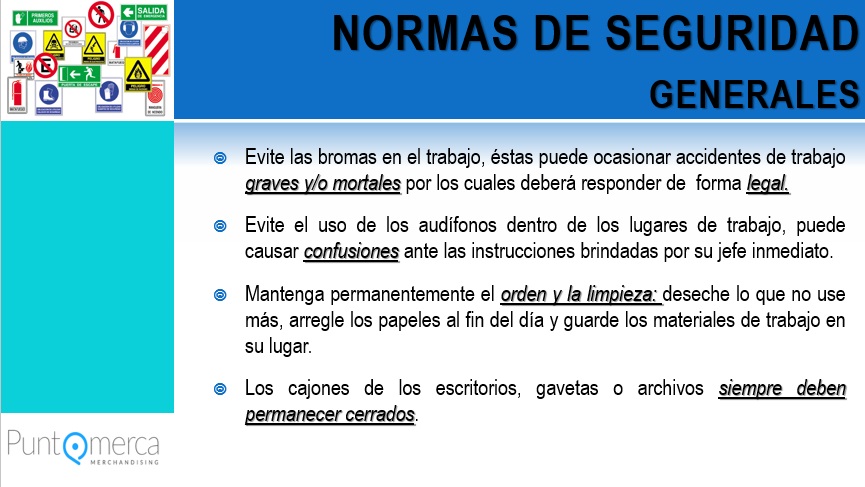 PRIMEROS
AUXILIOS
SALIDA
DE EMERGENCIA
NORMAS DE SEGURIDAD
GENERALES
Evite las bromas en el trabajo, éstas puede ocasionar accidentes de trabajo
graves y/o mortales por los cuales deberá responder de forma legal.
Evite el uso de los audífonos dentro de los lugares de trabajo, puede
causar confusiones ante las instrucciones brindadas por su jefe inmediato.
Mantenga permanentemente el orden y la limpieza: deseche lo que no use
más, arregle los papeles al fin del día y guarde los materiales de trabajo en
su lugar.
Los cajones de los escritorios, gavetas o archivos siempre deben
permanecer cerrados.
Puntomerca
MERCHANDISING